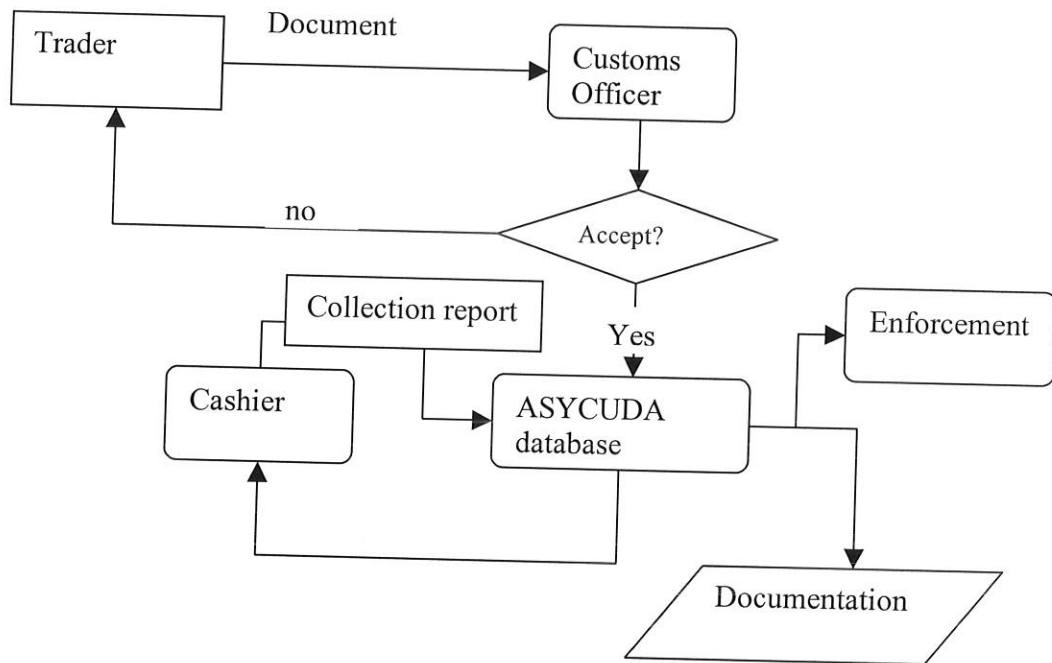 Document
Trader
Customs
Officer
no
Accept?
Collection report
Enforcement
Yes
Cashier
ASYCUDA
database
Documentation